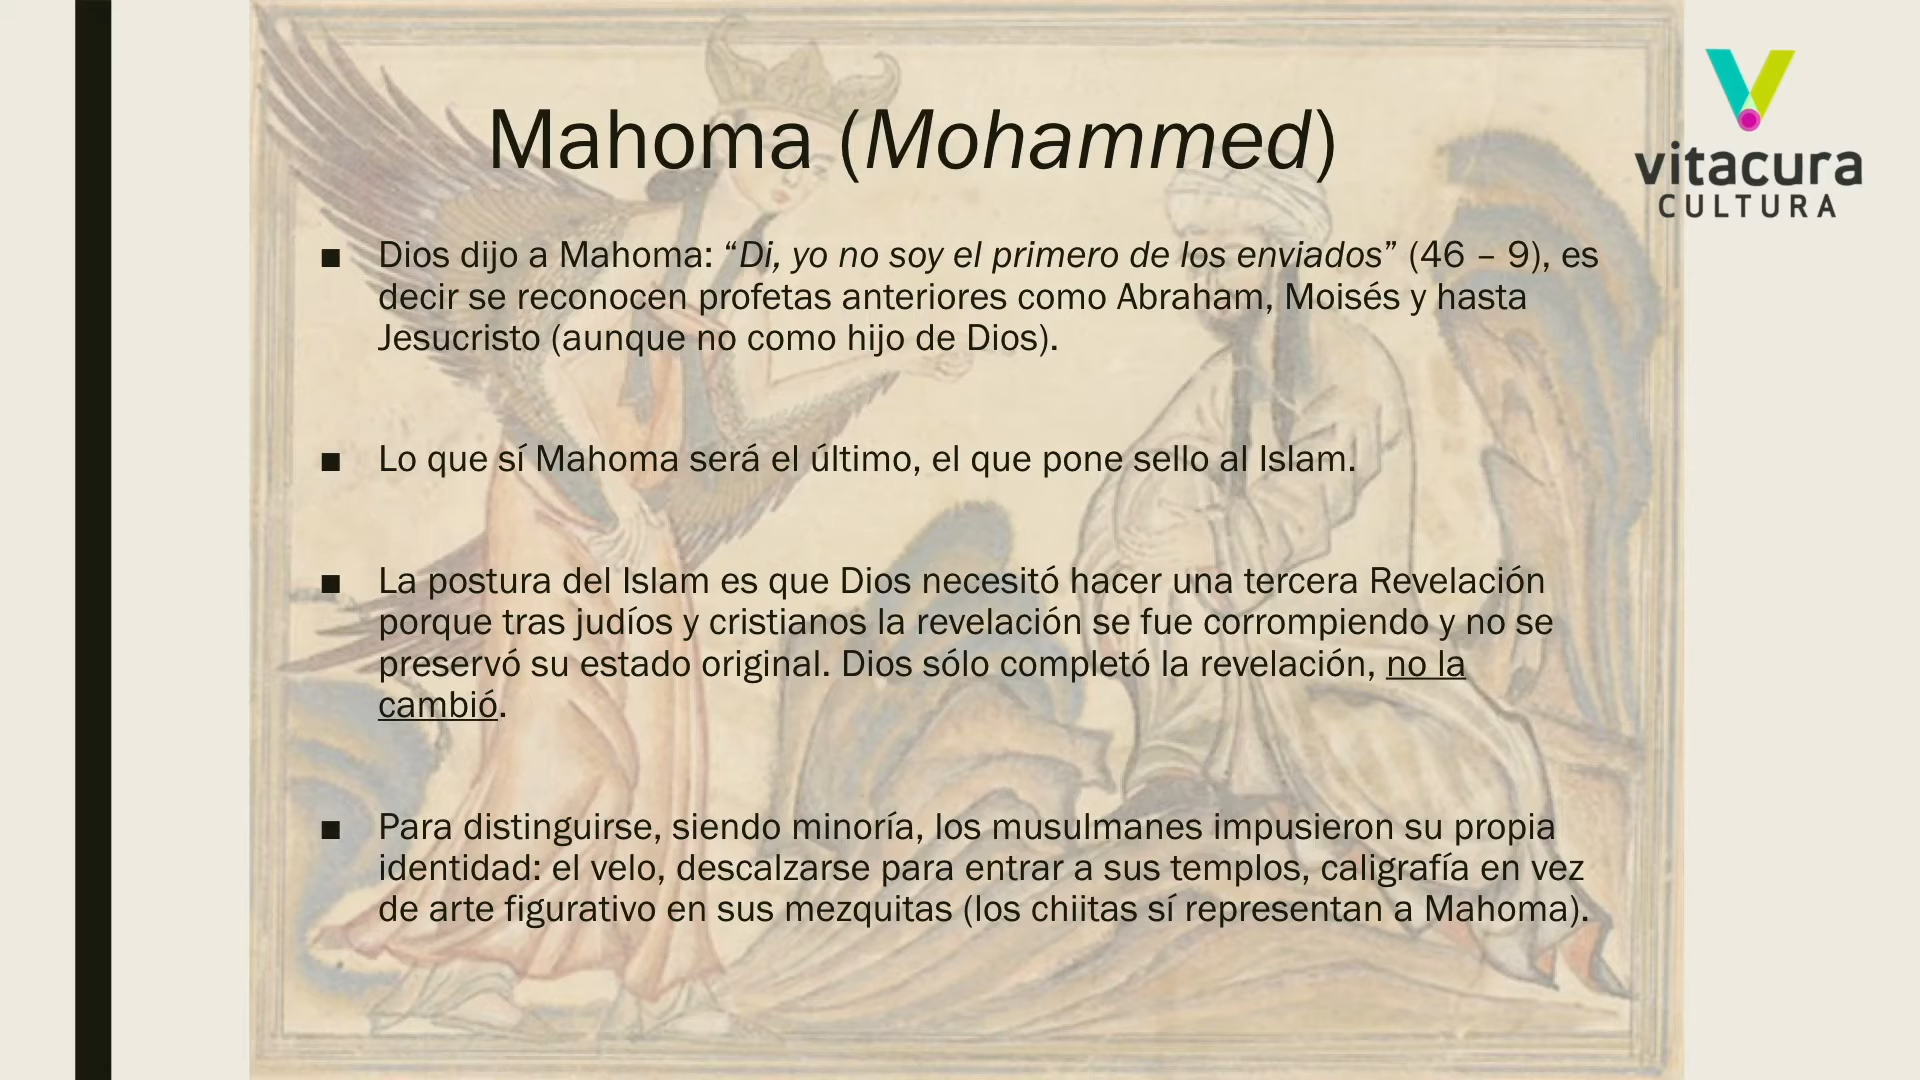 Mahoma (Mohammed)
vitacura
CULTURA
■ Dios dijo a Mahoma: “Di, yo no soy el primero de los enviados” (46 – 9), es
decir se reconocen profetas anteriores como Abraham, Moisés y hasta
Jesucristo (aunque no como hijo de Dios).
■ Lo que sí Mahoma será el último, el que pone sello al Islam.
■ La postura del Islam es que Dios necesitó hacer una tercera Revelación
porque tras judíos y cristianos la revelación se fue corrompiendo y no se
preservó su estado original. Dios sólo completó la revelación, no la
cambió.
■ Para distinguirse, siendo minoría, los musulmanes impusieron su propia
identidad: el velo, descalzarse para entrar a sus templos, caligrafía en vez
de arte figurativo en sus mezquitas (los chiitas sí representan a Mahoma).